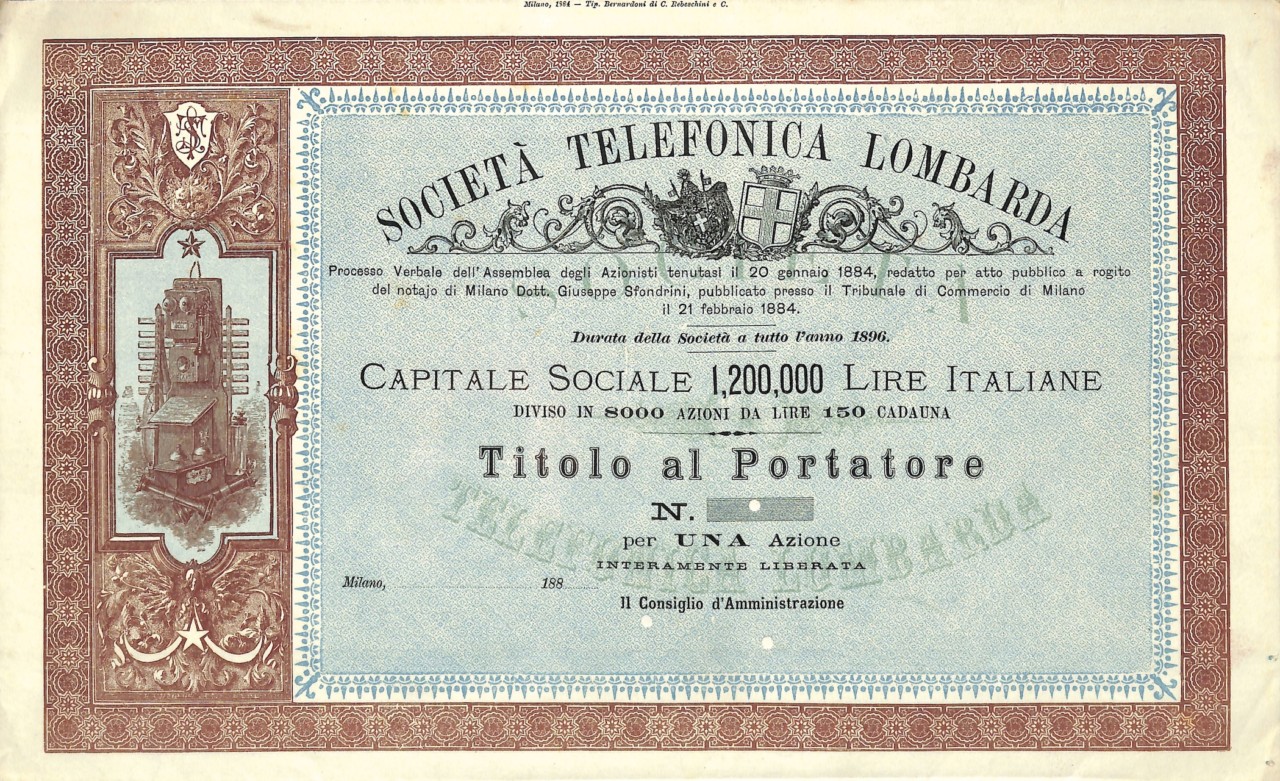 Milano, 1884 — Tip. Bernardoni di C. Rebeschini e C.
SOCIETÀ TELEFONICA LOMBARDA
Processo Verbale dell'Assemblea degli Azionisti tenutasi il 20 gennaio 1884, redatto per atto pubblico a rogito
del notajo di Milano Dott. Giuseppe Sfondrini, pubblicato presso il Tribunale di Commercio di Milano
il 21 febbraio 1884.
Durata della Società a tutto l'anno 1896.
CAPITALE SOCIALE 1,200,000 LIRE ITALIANE
DIVISO IN 8000 AZIONI DA LIRE 150 CADAUNA
Titolo al Portatore
N.
per UNA Azione
INTERAMENTE LIBERATA
TELEFONICA LOMBARDA
Milano, 188
Il Consiglio d'Amministrazione